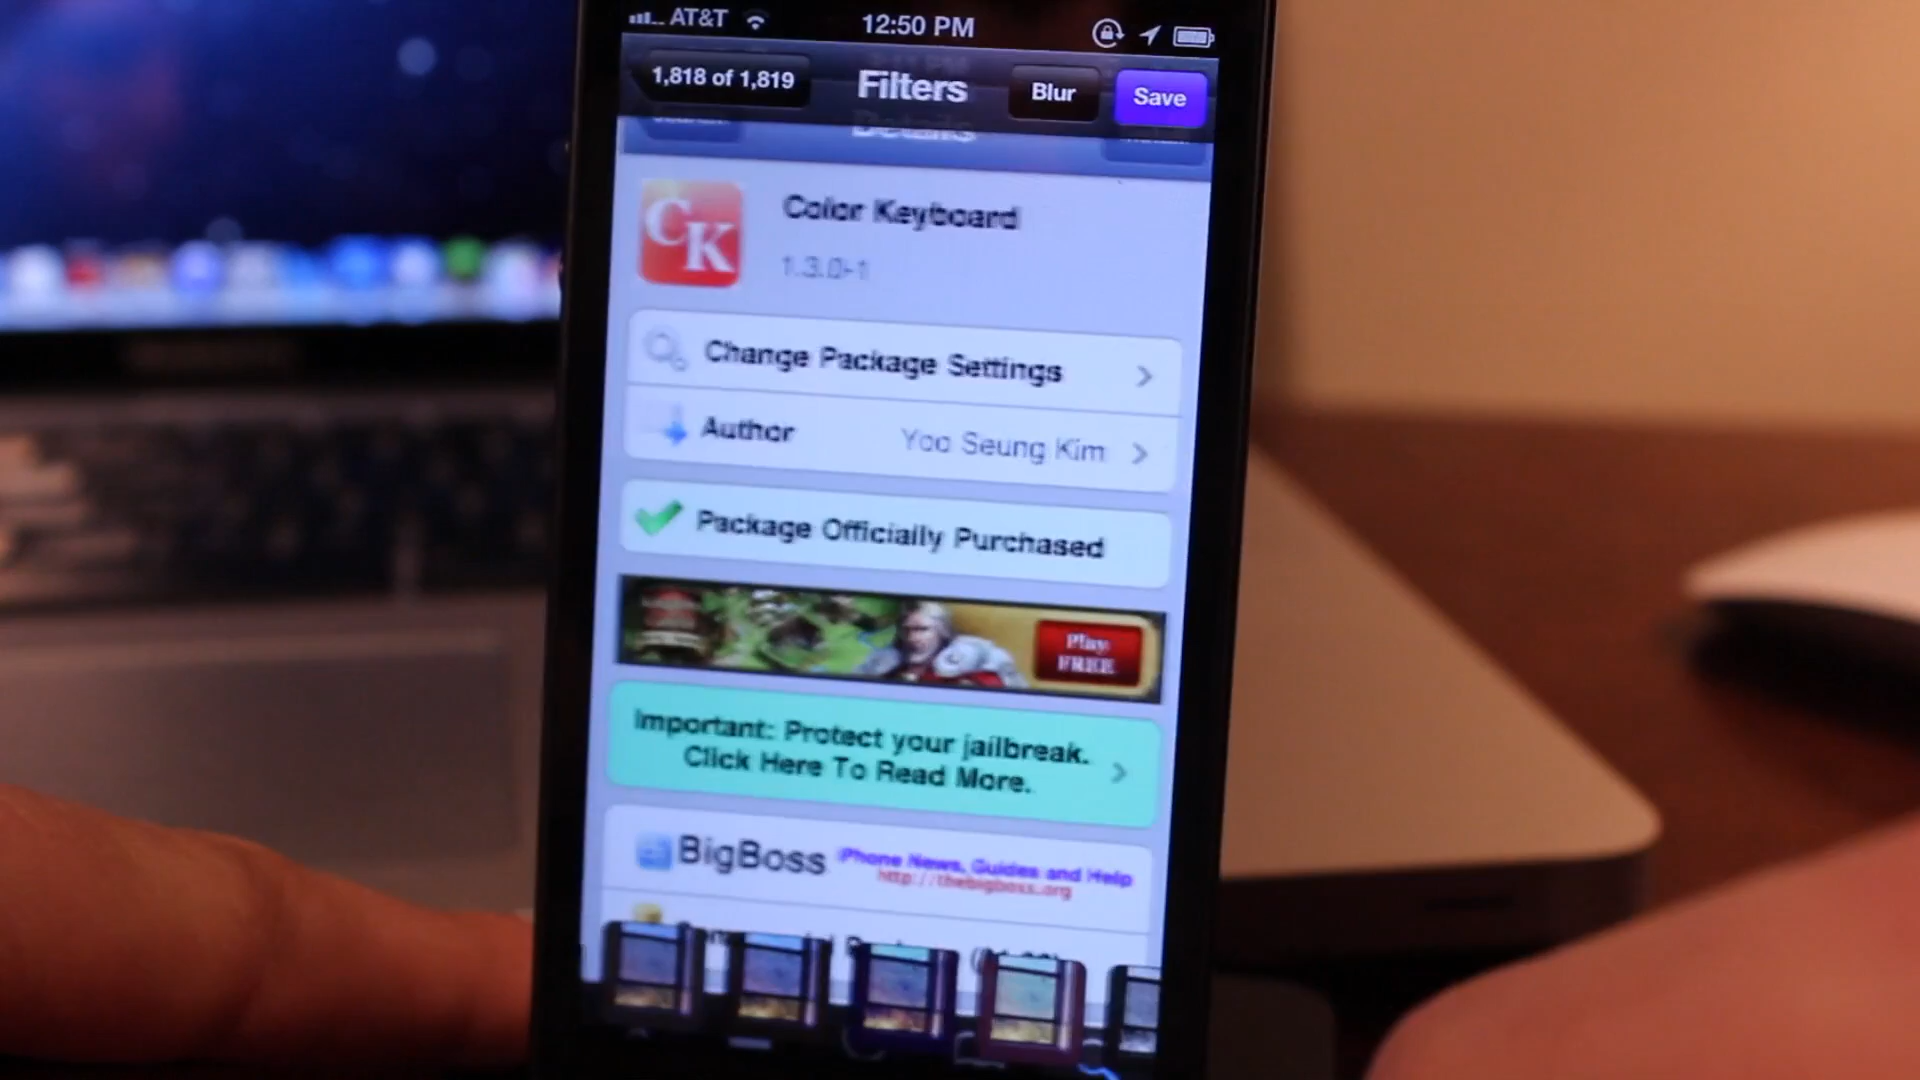 AT&T 12:50 PM
1,818 of 1,819 Filters Blur Save
Details
CK
Color Keyboard
1.3.0-1
Change Package Settings
Author Yoo Seung Kim
Package Officially Purchased
Play
FREE
Important: Protect your jailbreak.
Click Here To Read More.
BigBoss iPhone News, Guides and Help
http://thebigboss.org